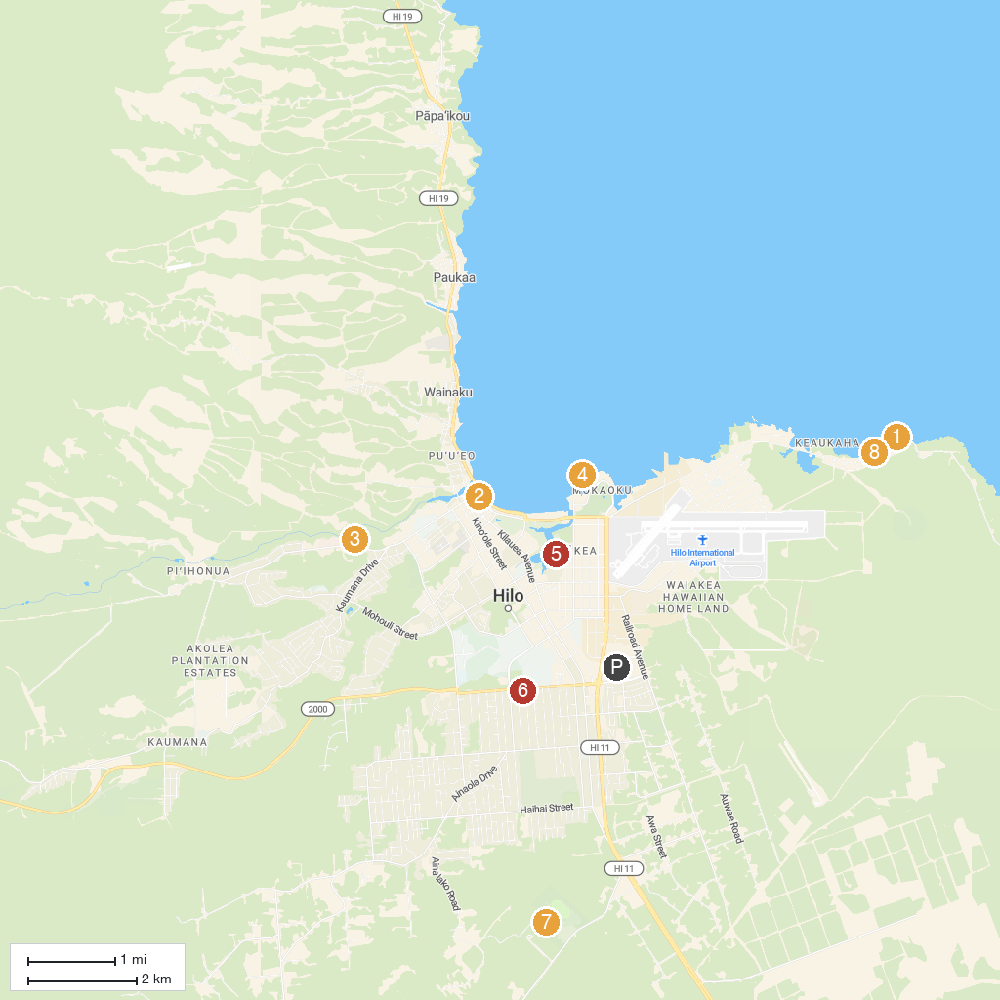 HI 19
Pāpaʻikou
HI 19
Paukaa
Wainaku
KEAUKAHA
1
PUʻUʻEO
8
4
MOKAOKU
2
Kinoʻole Street
Kilauea Avenue
3
5
KEA
Hilo International
Airport
PIʻIHONUA
Kaumana Drive
WAIAKEA
HAWAIIAN
HOME LAND
Hilo
Mohouli Street
Railroad Avenue
AKOLEA
PLANTATION
ESTATES
P
6
2000
KAUMANA
HI 11
Ainaola Drive
Haihai Street
Auwae Road
Awa Street
HI 11
Ainalako Road
7
1 mi
2 km